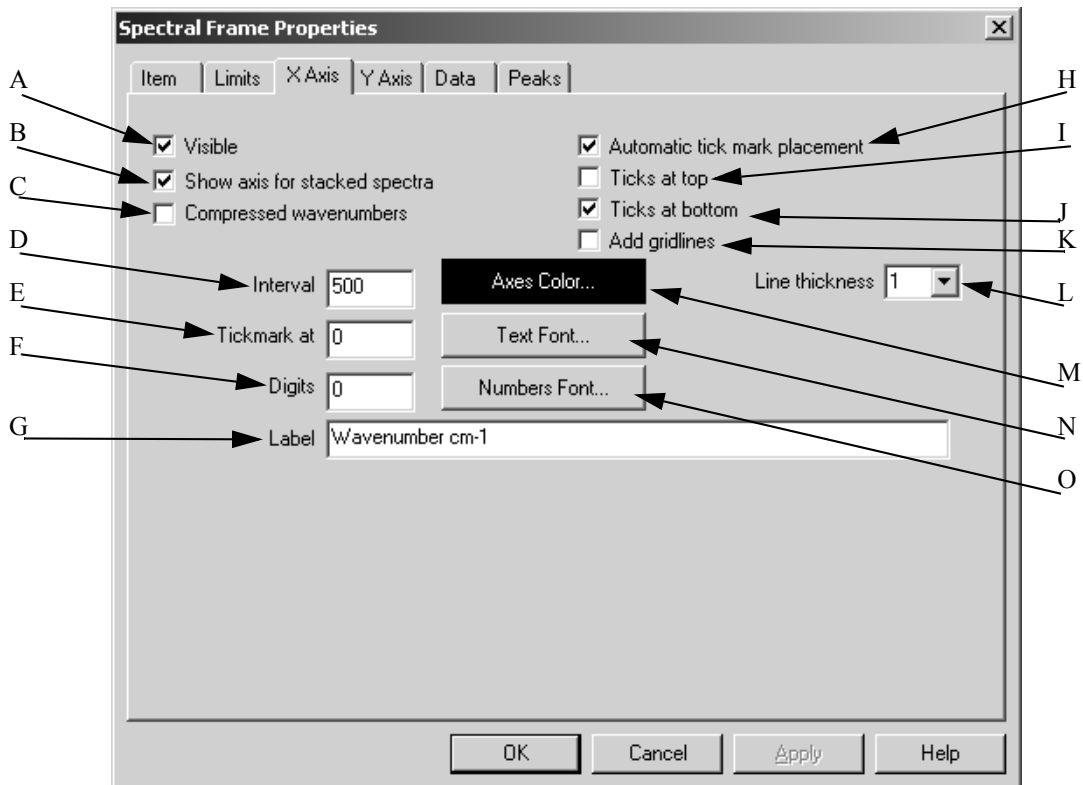 Spectral Frame Properties
Item Limits X Axis Y Axis Data Peaks
A
B
C
D
E
F
G
Visible
Show axis for stacked spectra
Compressed wavenumbers
Automatic tick mark placement
Ticks at top
Ticks at bottom
Add gridlines
Interval 500
Axes Color...
Line thickness 1
Tickmark at 0
Text Font...
Digits 0
Numbers Font...
Label Wavenumber cm-1
H
I
J
K
L
M
N
O
OK Cancel Apply Help